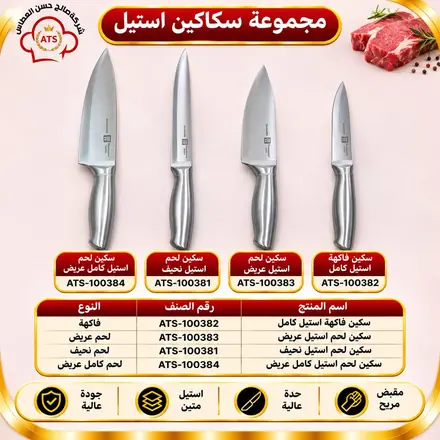 مجموعة سكاكين استيل
شركة صالح حسن العطاس
ATS
سكين فاكهة
استيل كامل
ATS-100382
سكين لحم
استيل عريض
ATS-100383
سكين لحم
استيل نحيف
ATS-100381
سكين لحم
استيل كامل عريض
ATS-100384
اسم المنتج رقم الصنف النوع
سكين فاكهة استيل كامل ATS-100382 فاكهة
سكين لحم استيل عريض ATS-100383 لحم عريض
سكين لحم استيل نحيف ATS-100381 لحم نحيف
سكين لحم استيل كامل عريض ATS-100384 لحم كامل عريض
مقبض
مريح
حدة
عالية
استيل
متين
جودة
عالية